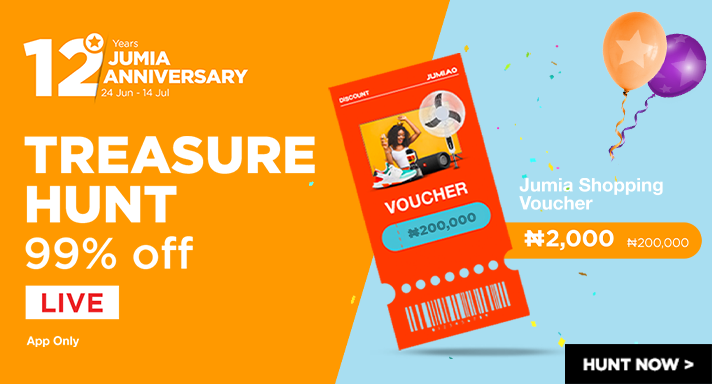 12
Years
JUMIA
ANNIVERSARY
24 Jun - 14 Jul
TREASURE
HUNT
99% off
LIVE
App Only
DISCOUNT
VOUCHER
₦200,000
Jumia Shopping
Voucher
₦2,000 ₦200,000
HUNT NOW >